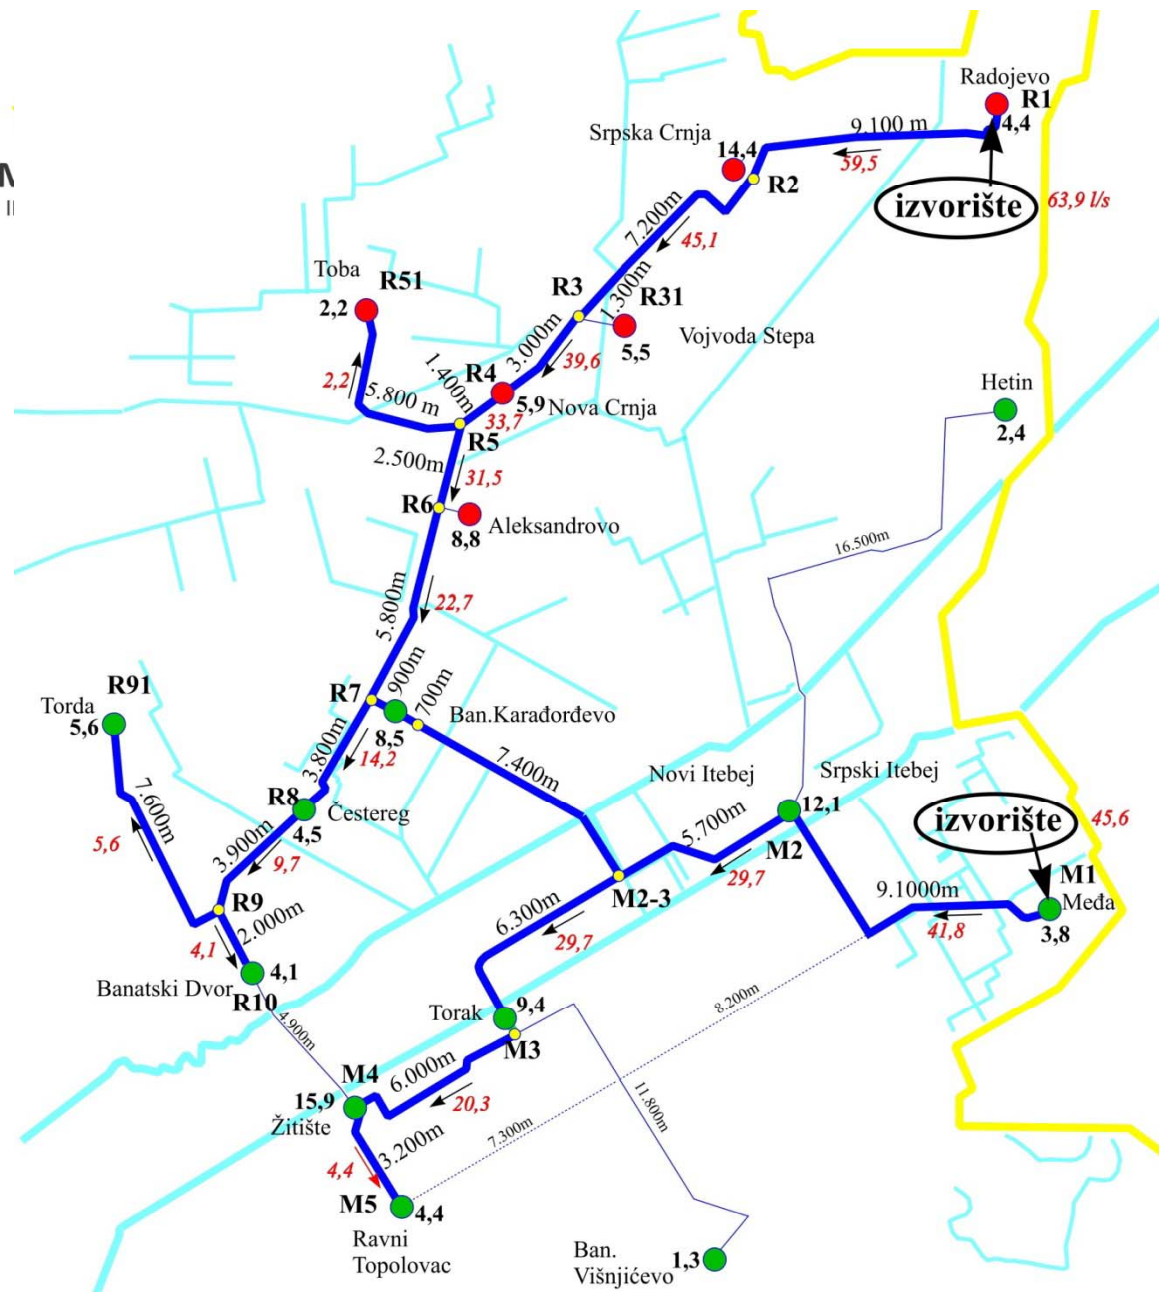 Radojevo
R1
4,4
9.100 m
59,5
Srpska Crnja
14,4
R2
izvorište
63,9 l/s
M
7.200m
45,1
Toba
R51
2,2
R3
1.300m
R31
5,5
Vojvoda Stepa
3.000m
39,6
2,2
5.800 m
1.400m
R4
5,9
Nova Crnja
33,7
R5
Hetin
2,4
2.500m
31,5
R6
8,8
Aleksandrovo
16.500m
5.800m
22,7
R7
900m
700m
8,5
Ban.Karađorđevo
R91
Torda
5,6
3.800m
14,2
7.400m
Novi Itebej
Srpski Itebej
R8
4,5
Čestereg
7.600m
5,6
3.900m
9,7
5.700m
12,1
M2
29,7
izvorište
45,6
M1
Međa
3,8
9.1000m
41,8
R9
4,1
2.000m
M2-3
6.300m
29,7
Banatski Dvor
4,1
R10
4.900m
Torak
9,4
M3
8.200m
M4
15,9
Žitište
6.000m
20,3
11.800m
7.300m
3.200m
4,4
M5
4,4
Ravni
Topolovac
Ban.
Višnjićevo
1,3